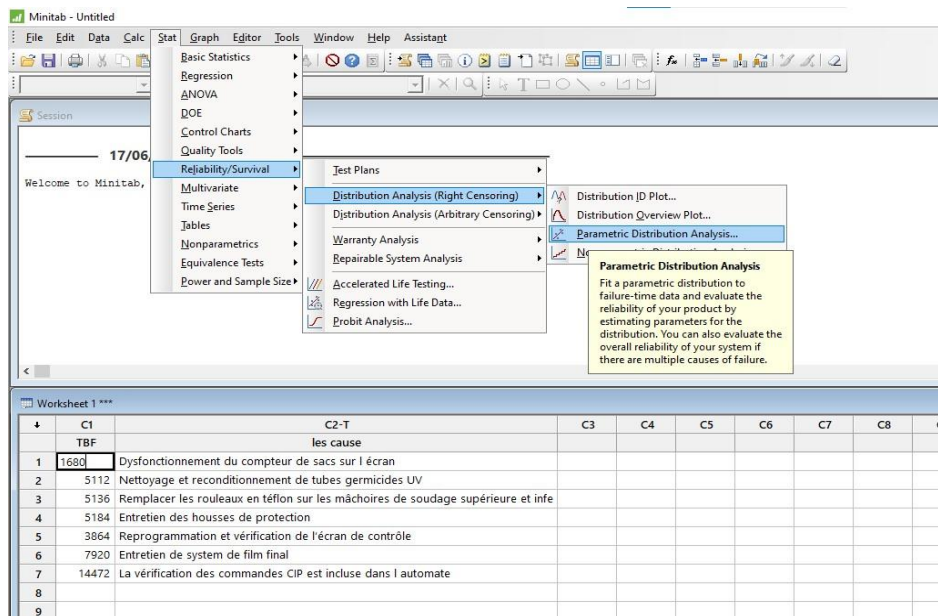 Minitab - Untitled
File Edit Data Calc Stat Graph Editor Tools Window Help Assistant
Basic Statistics
Regression
ANOVA
DOE
Control Charts
Quality Tools
Reliability/Survival
Multivariate
Time Series
Tables
Nonparametrics
Equivalence Tests
Power and Sample Size
Session
17/06/
Welcome to Minitab,
Test Plans
Distribution Analysis (Right Censoring)
Distribution Analysis (Arbitrary Censoring)
Warranty Analysis
Repairable System Analysis
Accelerated Life Testing...
Regression with Life Data...
Probit Analysis...
Distribution ID Plot...
Distribution Overview Plot...
Parametric Distribution Analysis...
Parametric Distribution Analysis
Fit a parametric distribution to
failure-time data and evaluate the
reliability of your product by
estimating parameters for the
distribution. You can also evaluate the
overall reliability of your system if
there are multiple causes of failure.
Worksheet 1 ***
C1 C2-T C3 C4 C5 C6 C7 C8
TBF les cause
1 1680 Dysfonctionnement du compteur de sacs sur l écran
2 5112 Nettoyage et reconditionnement de tubes germicides UV
3 5136 Remplacer les rouleaux en téflon sur les mâchoires de soudage supérieure et infe
4 5184 Entretien des housses de protection
5 3864 Reprogrammation et vérification de l'écran de contrôle
6 7920 Entretien de system de film final
7 14472 La vérification des commandes CIP est incluse dans l automate
8
9